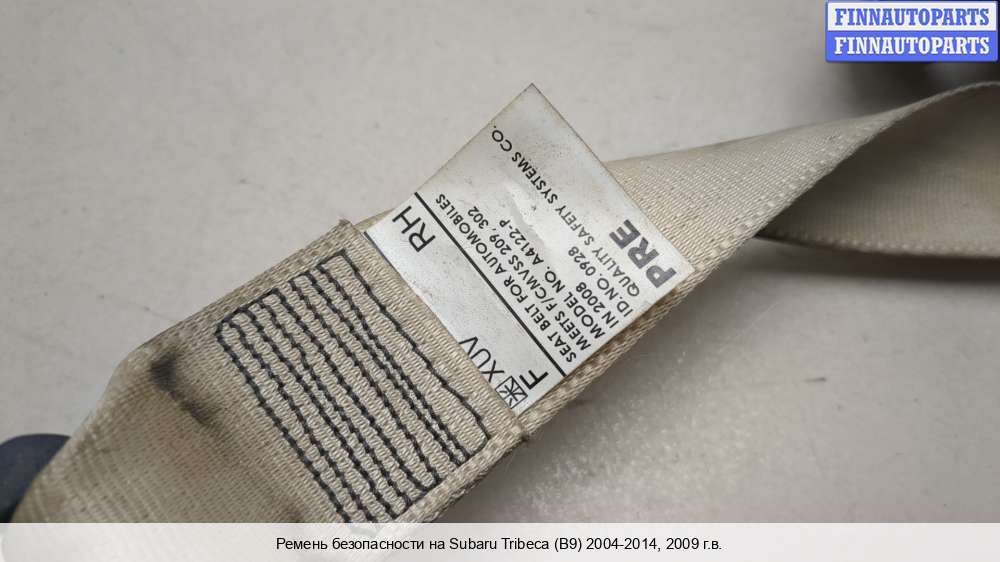 FINNAUTOPARTS
FINNAUTOPARTS
RH
F XUV
SEAT BELT FOR AUTOMOBILES
MEETS F/CMVSS 209, 302
MODEL NO. A4122-P
IN 2008
ID.NO. 0928
QUALITY SAFETY SYSTEMS CO.
PRE
Ремень безопасности на Subaru Tribeca (B9) 2004-2014, 2009 г.в.